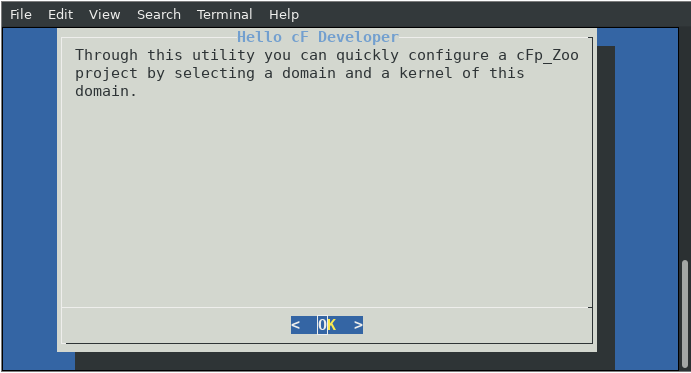 File Edit View Search Terminal Help
Hello cF Developer
Through this utility you can quickly configure a cFp_Zoo
project by selecting a domain and a kernel of this
domain.
< OK >